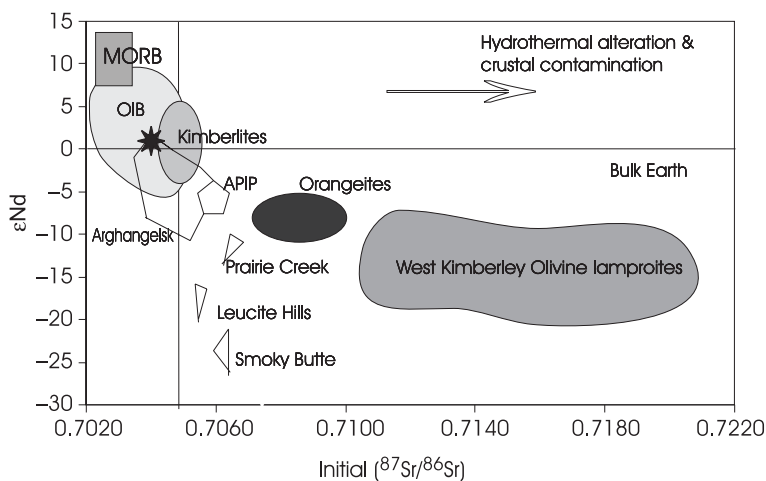 15
10
5
0
−5
−10
−15
−20
−25
−30
εNd
MORB
OIB
Kimberlites
Hydrothermal alteration &
crustal contamination
Bulk Earth
APIP
Orangeites
Arghangelsk
Prairie Creek
West Kimberley Olivine lamproites
Leucite Hills
Smoky Butte
0.7020 0.7060 0.7100 0.7140 0.7180 0.7220
Initial (⁸⁷Sr/⁸⁶Sr)